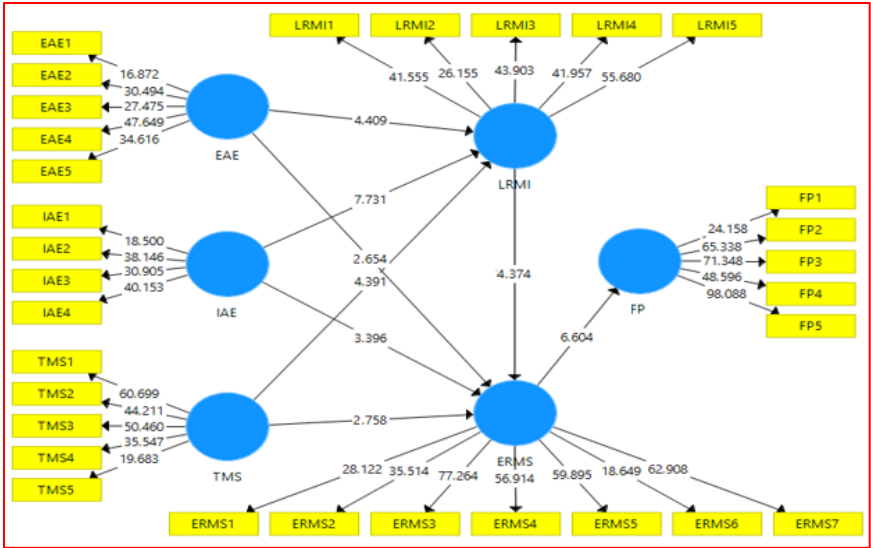 LRMI1 LRMI2 LRMI3 LRMI4 LRMI5
41.555 26.155 43.903 41.957 55.680
EAE1
EAE2
EAE3
EAE4
EAE5
16.872
30.494
27.475
47.649
34.616
EAE
4.409
LRMI
IAE1
IAE2
IAE3
IAE4
18.500
38.146
30.905
40.153
IAE
7.731
2.654
4.391
3.396
4.374
FP1
FP2
FP3
FP4
FP5
24.158
65.338
71.348
48.596
98.088
FP
6.604
TMS1
TMS2
TMS3
TMS4
TMS5
60.699
44.211
50.460
35.547
19.683
TMS
2.758
ERMS
28.122 35.514 77.264 56.914 59.895 18.649 62.908
ERMS1 ERMS2 ERMS3 ERMS4 ERMS5 ERMS6 ERMS7